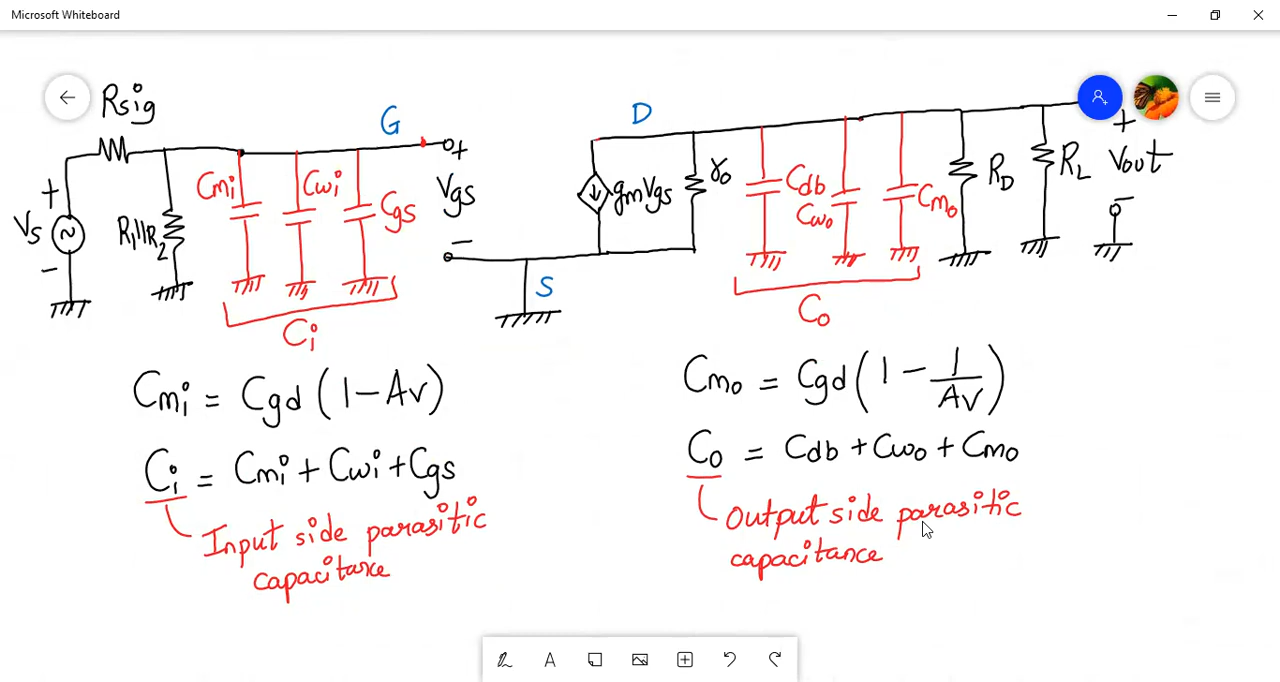 Microsoft Whiteboard
Rsig
G
D
+
+
+
Cmi
Cwi
Cgs
Vgs
gmVgs
ro
Cdb
Cwo
Cmo
RD
RL
Vout
Vs
R1||R2
−
−
−
S
Ci
Co
Cmi = Cgd (1 − Av)
Cmo = Cgd (1 − 1/Av)
Ci = Cmi + Cwi + Cgs
Co = Cdb + Cwo + Cmo
Input side parasitic
capacitance
Output side parasitic
capacitance
A